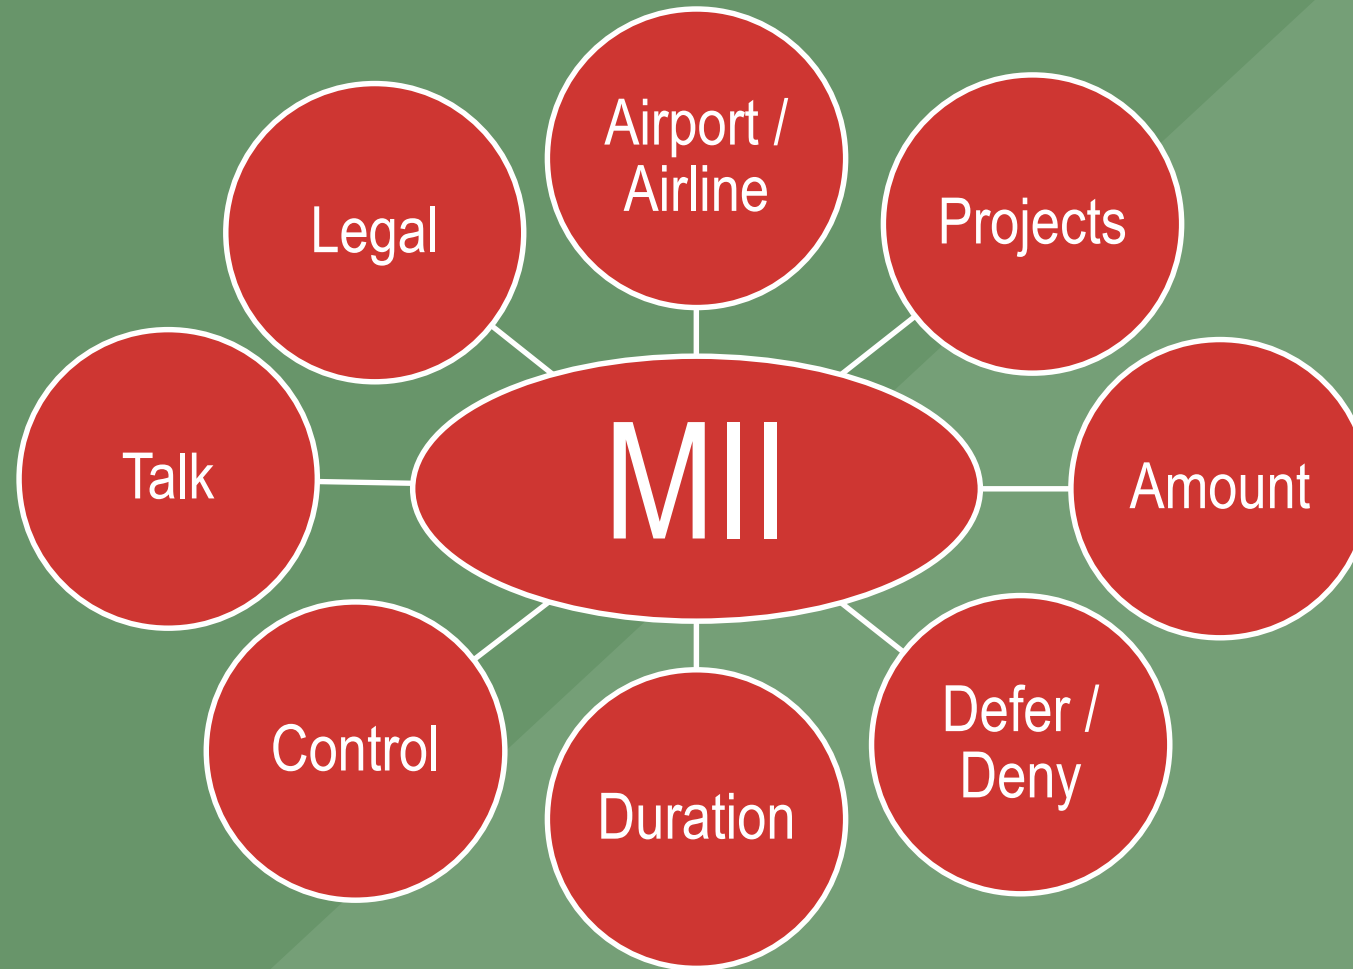 Airport /
Airline
Projects
Amount
Defer /
Deny
Duration
Control
Talk
Legal
MII